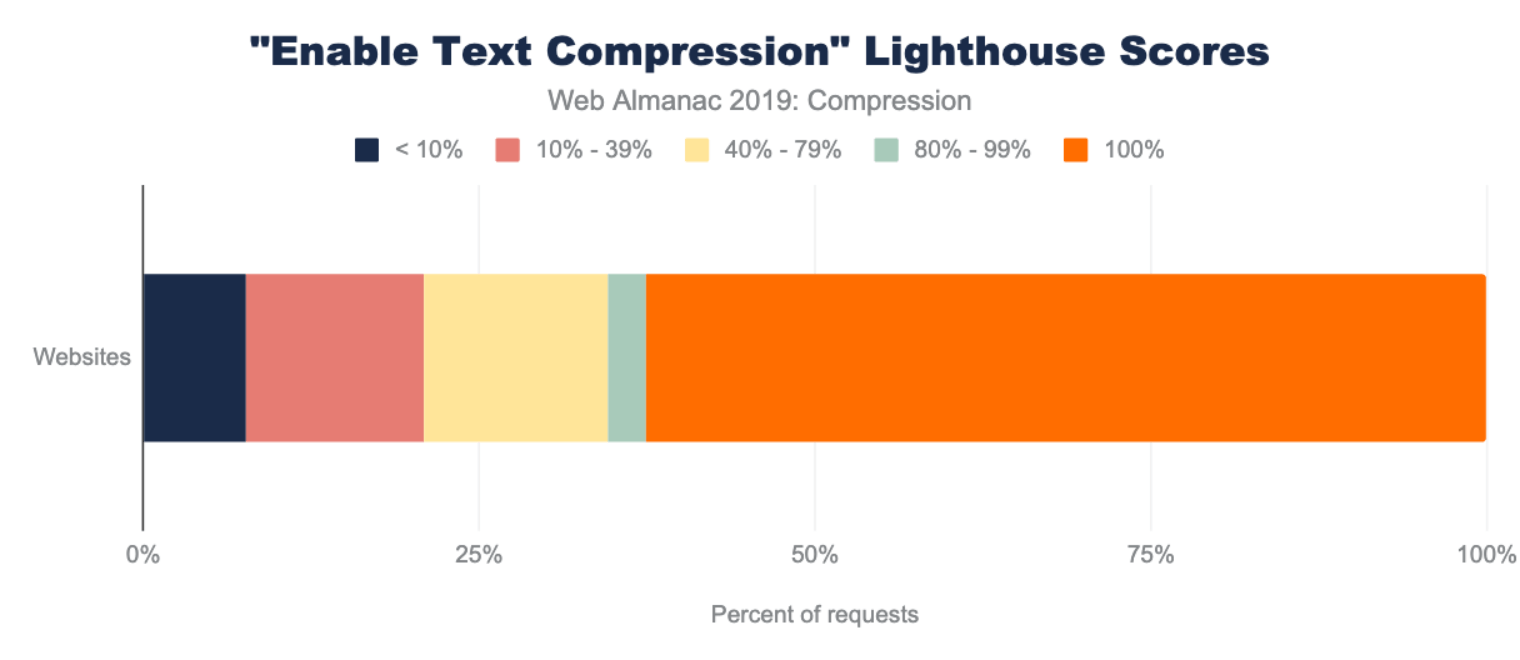 "Enable Text Compression" Lighthouse Scores
Web Almanac 2019: Compression
< 10% 10% - 39% 40% - 79% 80% - 99% 100%
Websites
0% 25% 50% 75% 100%
Percent of requests